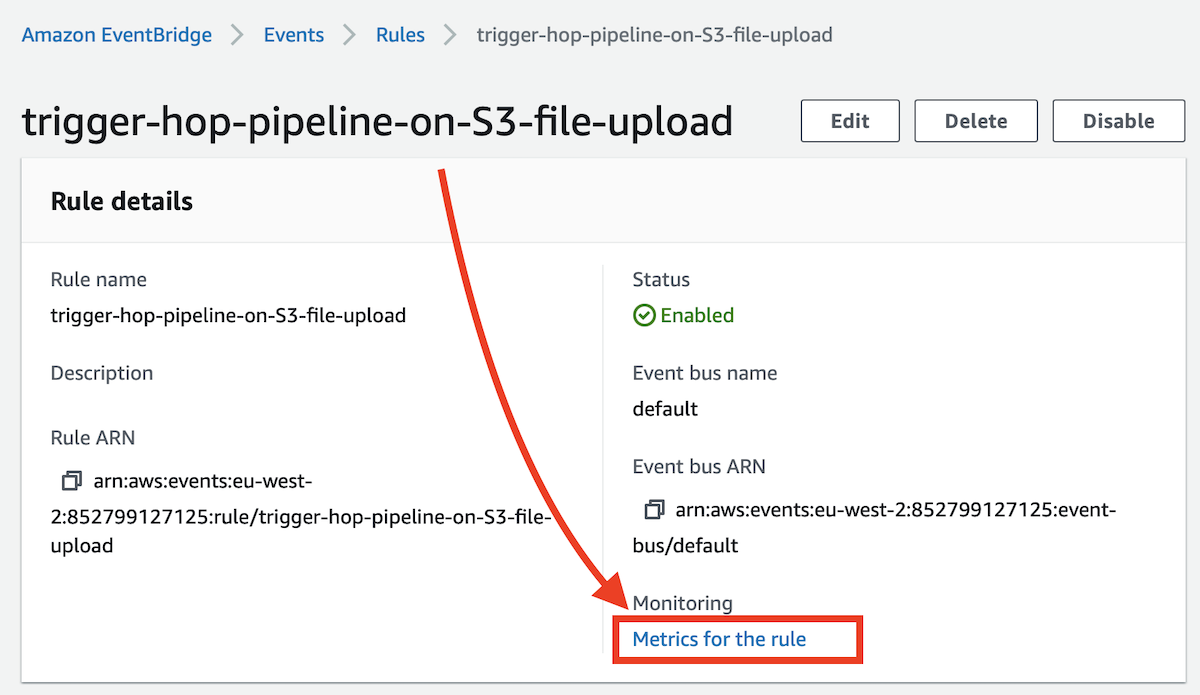 Amazon EventBridge > Events > Rules > trigger-hop-pipeline-on-S3-file-upload
trigger-hop-pipeline-on-S3-file-upload
Edit
Delete
Disable
Rule details
Rule name
trigger-hop-pipeline-on-S3-file-upload
Description
Rule ARN
arn:aws:events:eu-west-
2:852799127125:rule/trigger-hop-pipeline-on-S3-file-
upload
Status
Enabled
Event bus name
default
Event bus ARN
arn:aws:events:eu-west-2:852799127125:event-
bus/default
Monitoring
Metrics for the rule